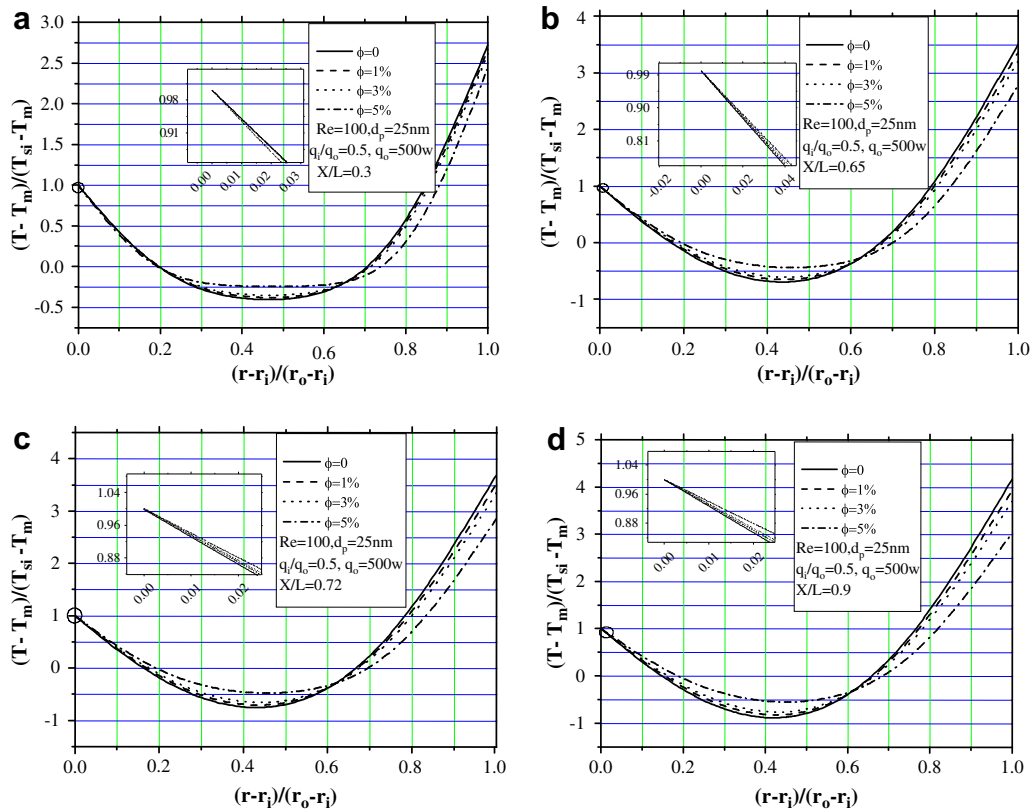 a
3.0
2.5
2.0
1.5
1.0
0.5
0.0
-0.5
(T- Tm)/(Tsi -Tm)
0.98
0.91
0.00
0.01
0.02
0.03
ϕ=0
ϕ=1%
ϕ=3%
ϕ=5%
Re=100,dp=25nm
qi/qo=0.5, qo=500w
X/L=0.3
0.0 0.2 0.4 0.6 0.8 1.0
(r-ri)/(ro-ri)
b
4
3
2
1
0
-1
(T- Tm)/(Tsi -Tm)
0.99
0.90
0.81
-0.02
0.00
0.02
0.04
ϕ=0
ϕ=1%
ϕ=3%
ϕ=5%
Re=100,dp=25nm
qi/qo=0.5, qo=500w
X/L=0.65
0.0 0.2 0.4 0.6 0.8 1.0
(r-ri)/(ro-ri)
c
4
3
2
1
0
-1
(T- Tm)/(Tsi -Tm)
1.04
0.96
0.88
0.00
0.01
0.02
ϕ=0
ϕ=1%
ϕ=3%
ϕ=5%
Re=100,dp=25nm
qi/qo=0.5, qo=500w
X/L=0.72
0.0 0.2 0.4 0.6 0.8 1.0
(r-ri)/(ro-ri)
d
5
4
3
2
1
0
-1
(T- Tm)/(Tsi -Tm)
1.04
0.96
0.88
0.00
0.01
0.02
ϕ=0
ϕ=1%
ϕ=3%
ϕ=5%
Re=100,dp=25nm
qi/qo=0.5, qo=500w
X/L=0.9
0.0 0.2 0.4 0.6 0.8 1.0
(r-ri)/(ro-ri)